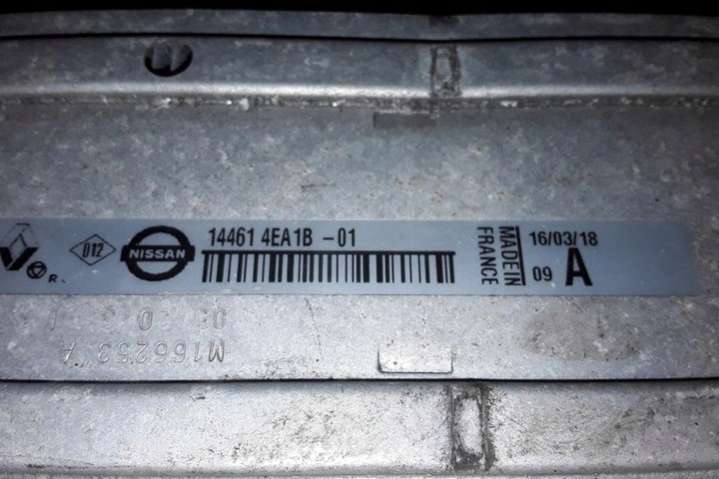 R.
012
NISSAN
14461 4EA1B -01
MADE IN
FRANCE
16/03/18
09 A
M166253 A